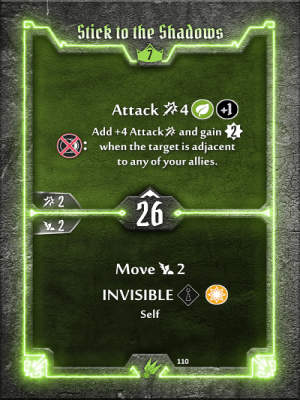 Stick to the Shadows
7
Attack 4 +1
: Add +4 Attack and gain 2
when the target is adjacent
to any of your allies.
2
26
2
Move 2
INVISIBLE
Self
110